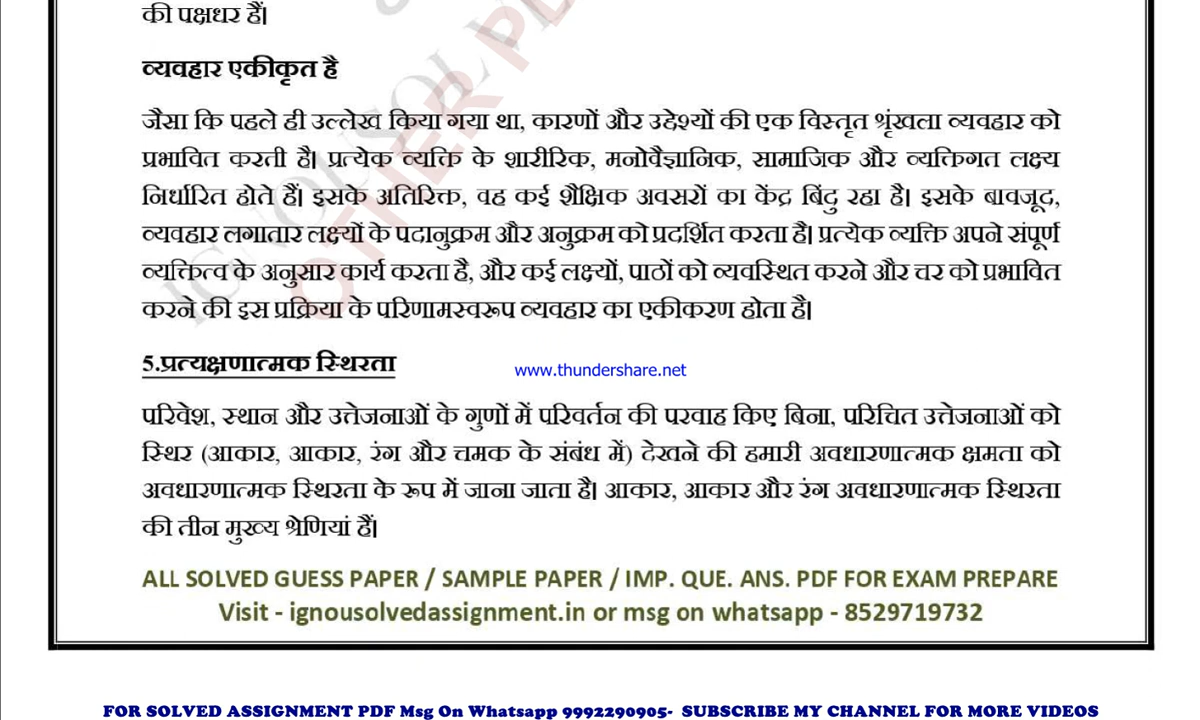 की पक्षधर हैं।
व्यवहार एकीकृत है
जैसा कि पहले ही उल्लेख किया गया था, कारणों और उद्देश्यों की एक विस्तृत श्रृंखला व्यवहार को
प्रभावित करती है। प्रत्येक व्यक्ति के शारीरिक, मनोवैज्ञानिक, सामाजिक और व्यक्तिगत लक्ष्य
निर्धारित होते हैं। इसके अतिरिक्त, वह कई शैक्षिक अवसरों का केंद्र बिंदु रहा है। इसके बावजूद,
व्यवहार लगातार लक्ष्यों के पदानुक्रम और अनुक्रम को प्रदर्शित करता है। प्रत्येक व्यक्ति अपने संपूर्ण
व्यक्तित्व के अनुसार कार्य करता है, और कई लक्ष्यों, पाठों को व्यवस्थित करने और चर को प्रभावित
करने की इस प्रक्रिया के परिणामस्वरूप व्यवहार का एकीकरण होता है।
5.प्रत्यक्षणात्मक स्थिरता
www.thundershare.net
परिवेश, स्थान और उत्तेजनाओं के गुणों में परिवर्तन की परवाह किए बिना, परिचित उत्तेजनाओं को
स्थिर (आकार, आकार, रंग और चमक के संबंध में) देखने की हमारी अवधारणात्मक क्षमता को
अवधारणात्मक स्थिरता के रूप में जाना जाता है। आकार, आकार और रंग अवधारणात्मक स्थिरता
की तीन मुख्य श्रेणियां हैं।
ALL SOLVED GUESS PAPER / SAMPLE PAPER / IMP. QUE. ANS. PDF FOR EXAM PREPARE
Visit - ignousolvedassignment.in or msg on whatsapp - 8529719732
FOR SOLVED ASSIGNMENT PDF Msg On Whatsapp 9992290905- SUBSCRIBE MY CHANNEL FOR MORE VIDEOS